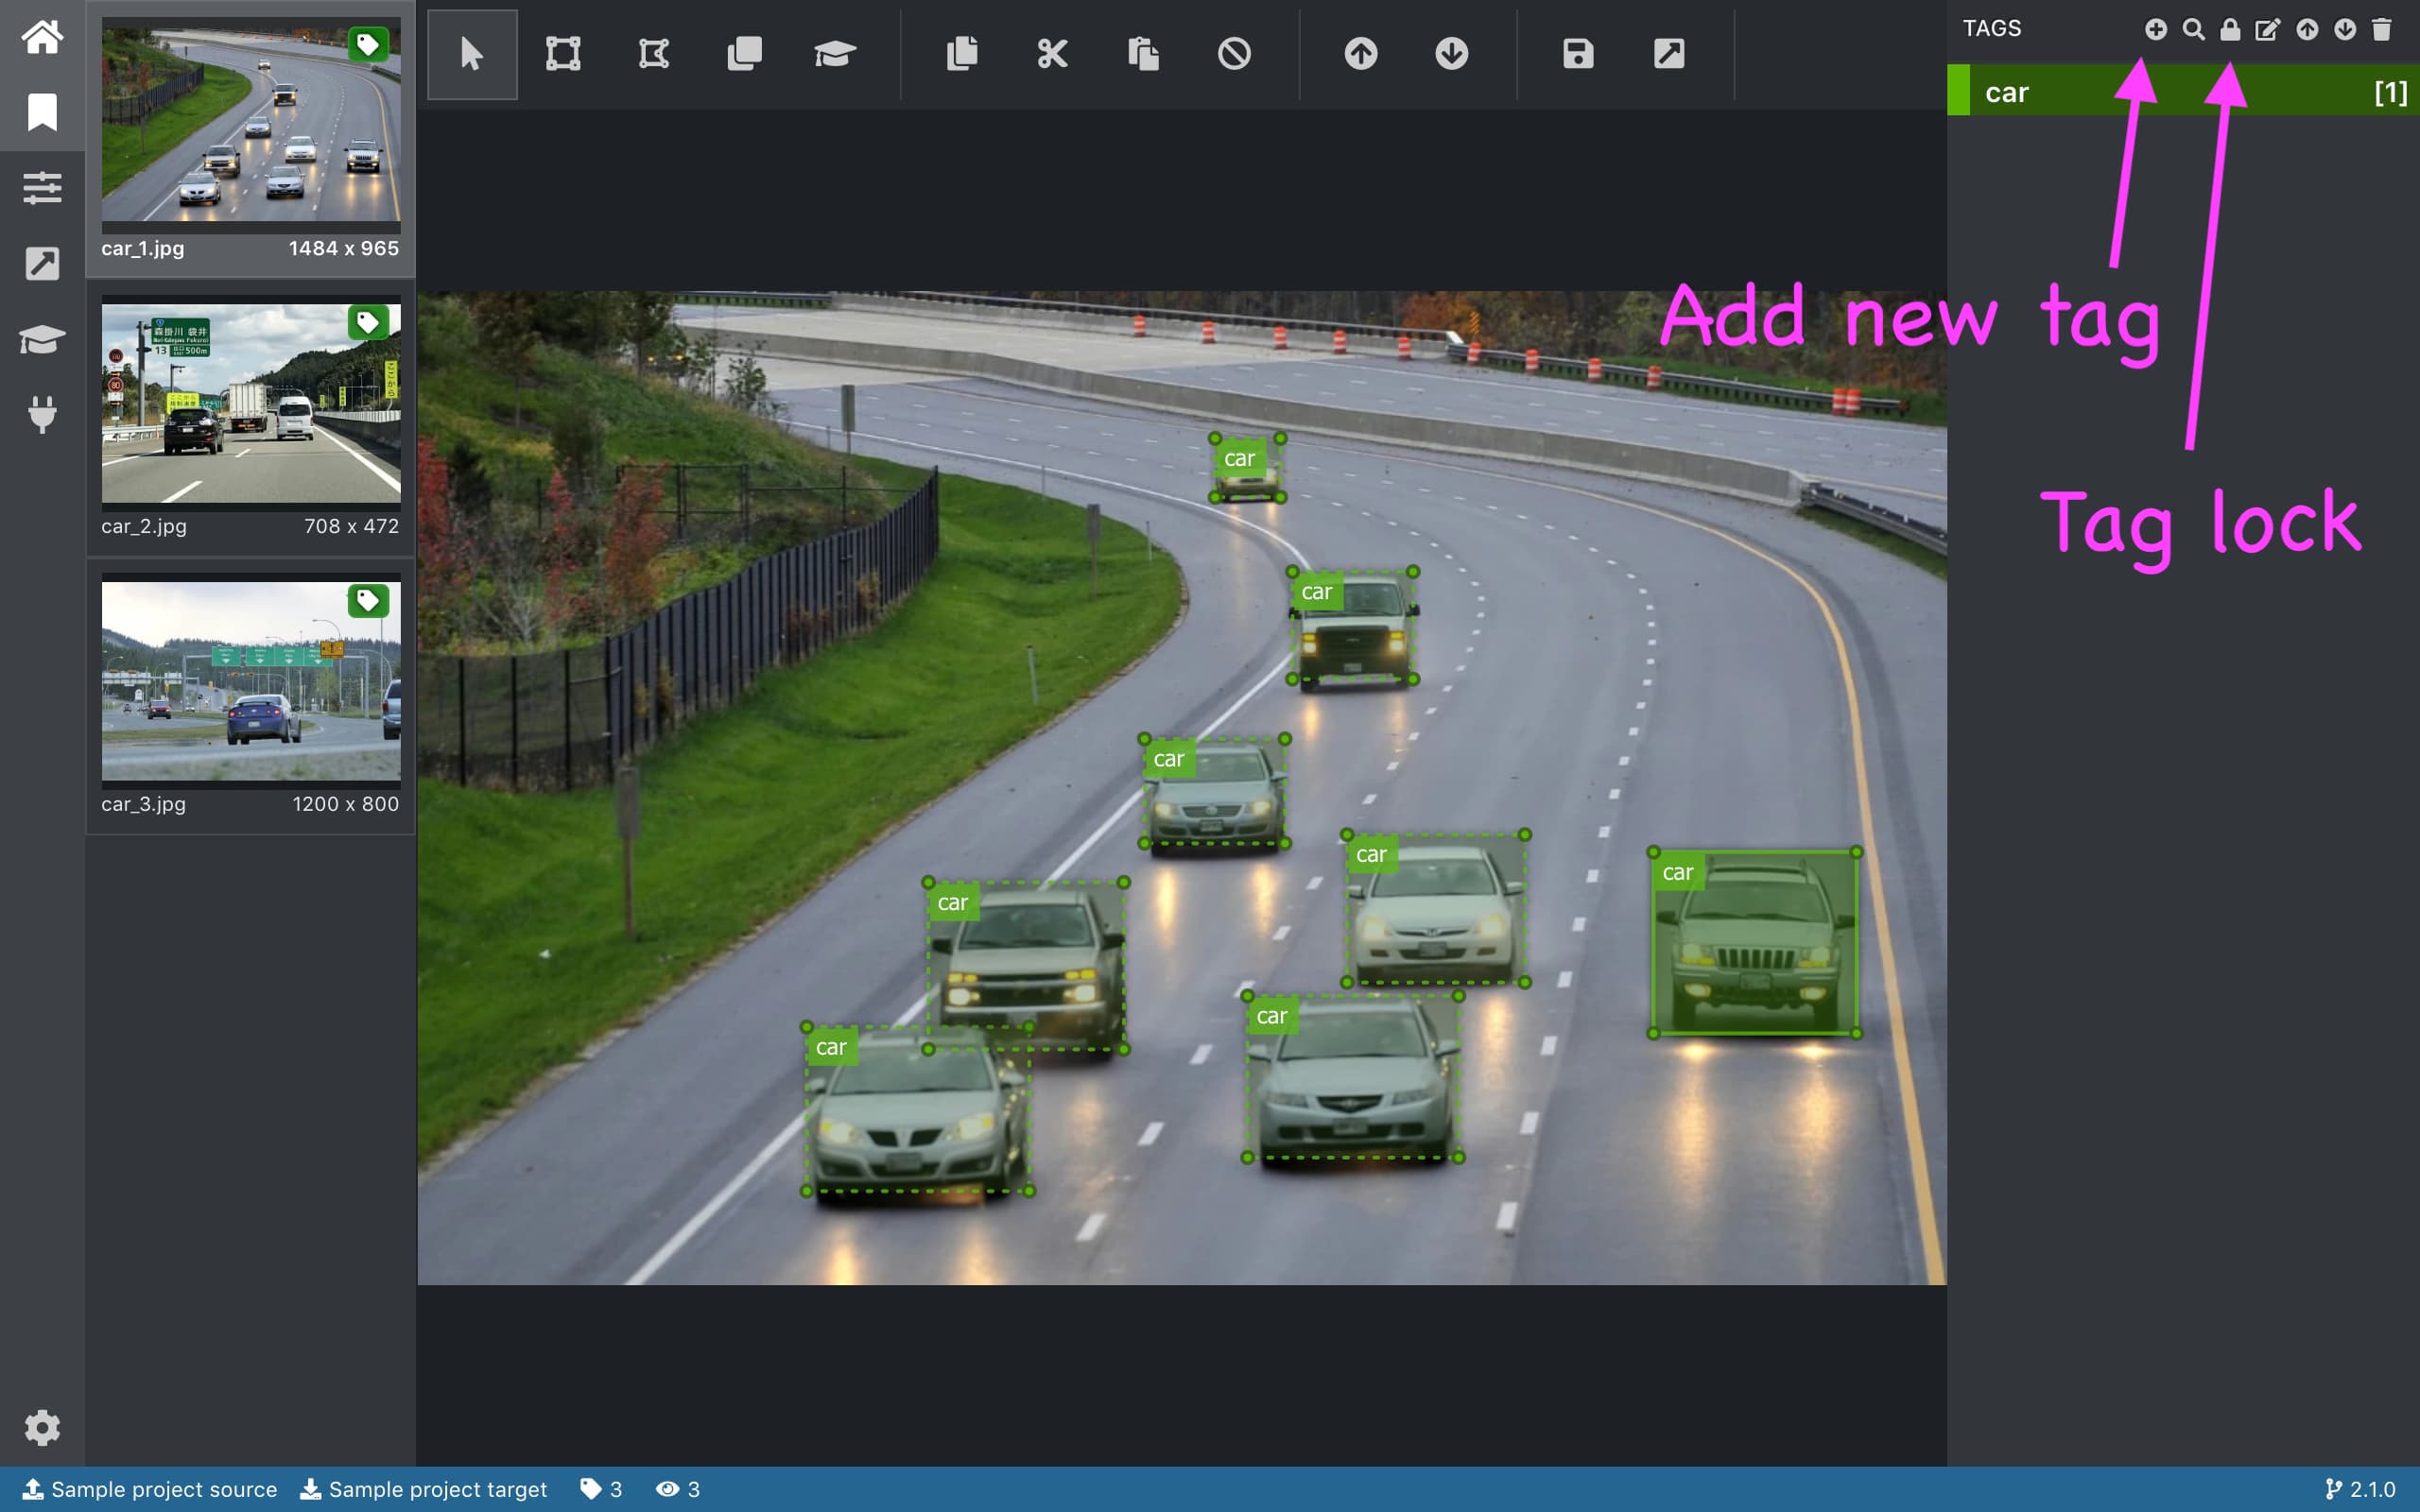 TAGS
car [1]
car_1.jpg 1484 x 965
Add new tag
car
Tag lock
car_2.jpg 708 x 472
car
car
car_3.jpg 1200 x 800
car
car
car
car
car
Sample project source Sample project target 3 3 2.1.0